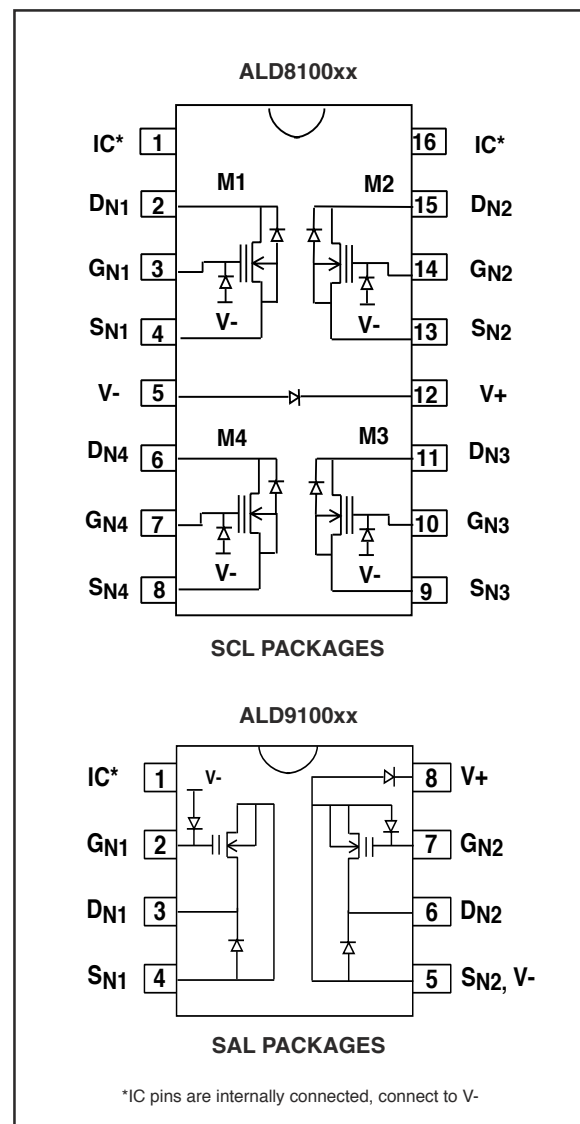 ALD8100xx
IC* 1 16 IC*
M1 M2
DN1 2 15 DN2
GN1 3 14 GN2
V- V-
SN1 4 13 SN2
V- 5 12 V+
M4 M3
DN4 6 11 DN3
GN4 7 10 GN3
V- V-
SN4 8 9 SN3
SCL PACKAGES
ALD9100xx
IC* 1 V- 8 V+
GN1 2 7 GN2
DN1 3 6 DN2
SN1 4 5 SN2, V-
SAL PACKAGES
*IC pins are internally connected, connect to V-